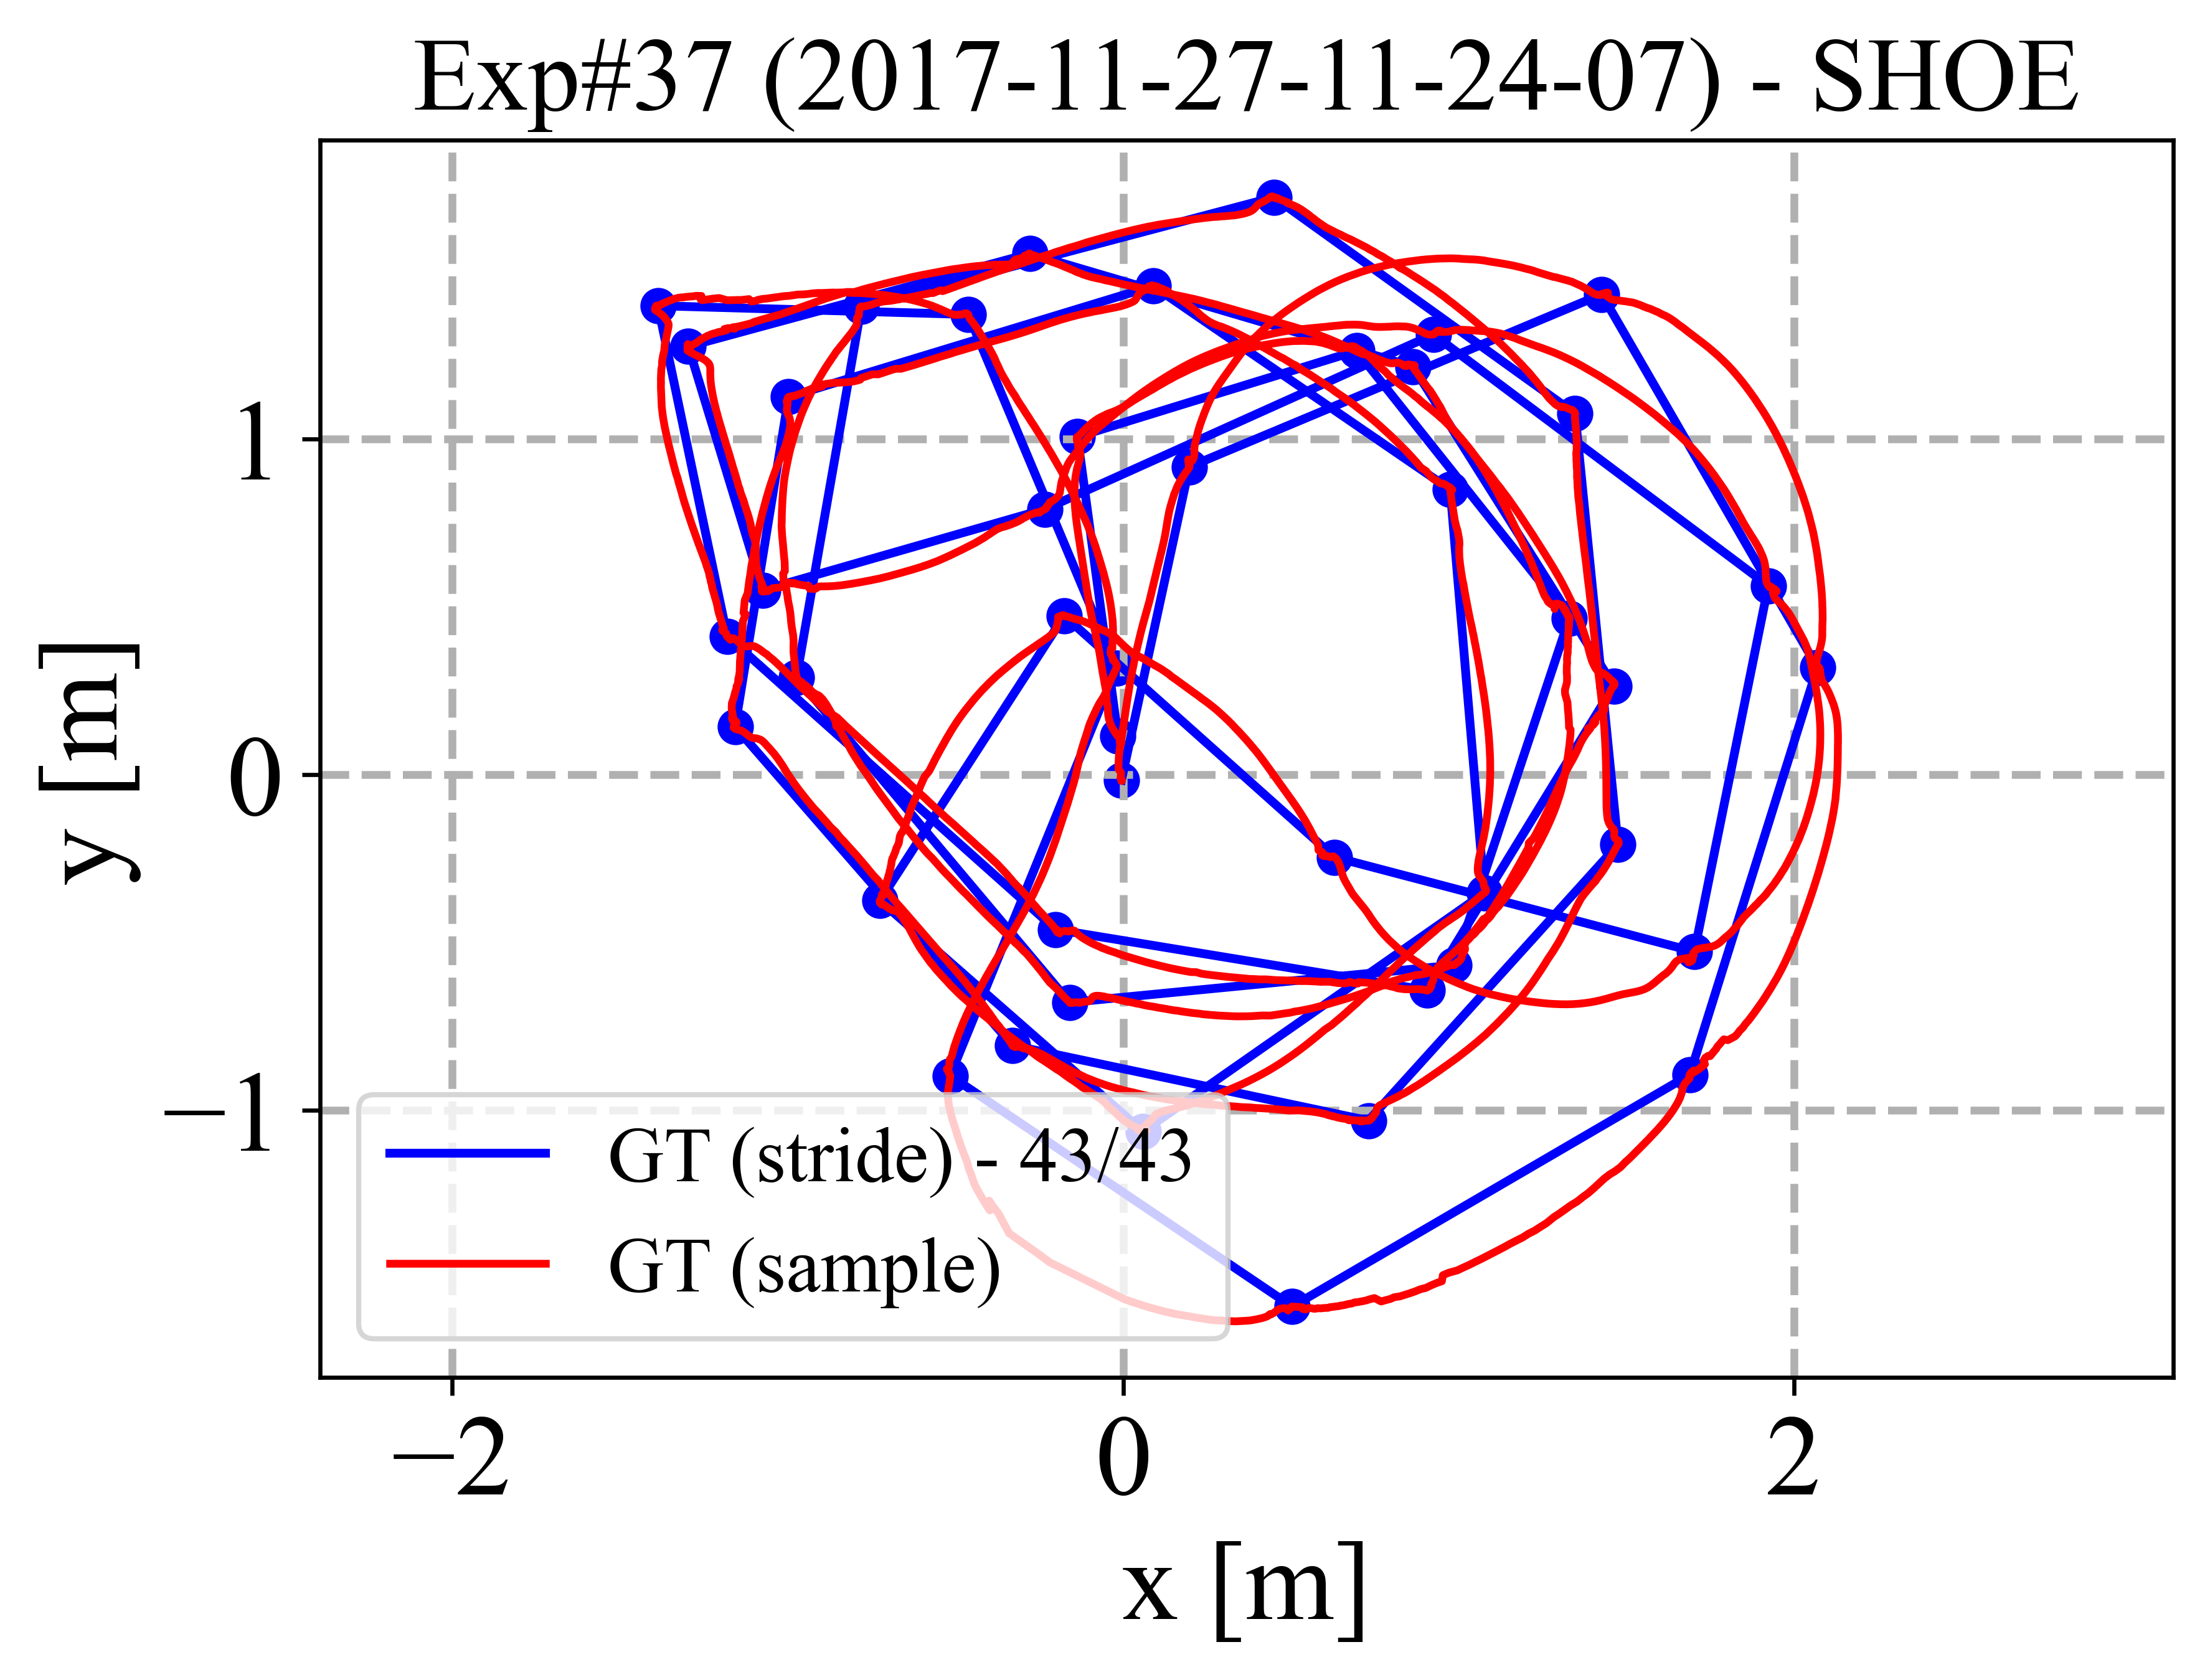 Exp#37 (2017-11-27-11-24-07) - SHOE
y [m]
1
0
−1
GT (stride) - 43/43
GT (sample)
−2
0
2
x [m]